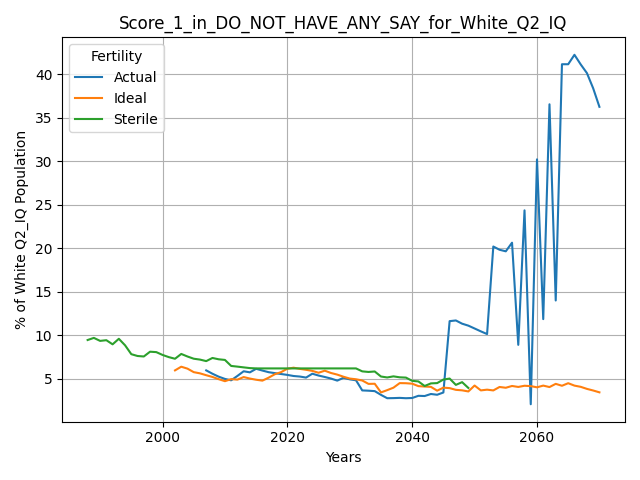 Score_1_in_DO_NOT_HAVE_ANY_SAY_for_White_Q2_IQ
Fertility
Actual
Ideal
Sterile
% of White Q2_IQ Population
40
35
30
25
20
15
10
5
2000
2020
2040
2060
Years